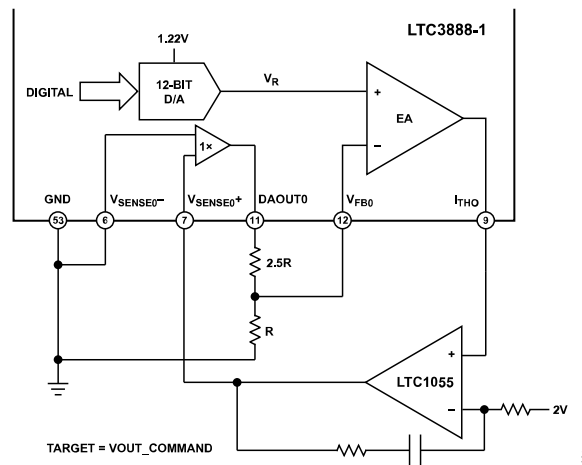 LTC3888-1
1.22V
DIGITAL
12-BIT
D/A
VR
+
EA
−
1×
GND
VSENSE0−
VSENSE0+
DAOUT0
VFB0
ITH0
53
6
7
11
12
9
2.5R
R
+
LTC1055
−
2V
TARGET = VOUT_COMMAND